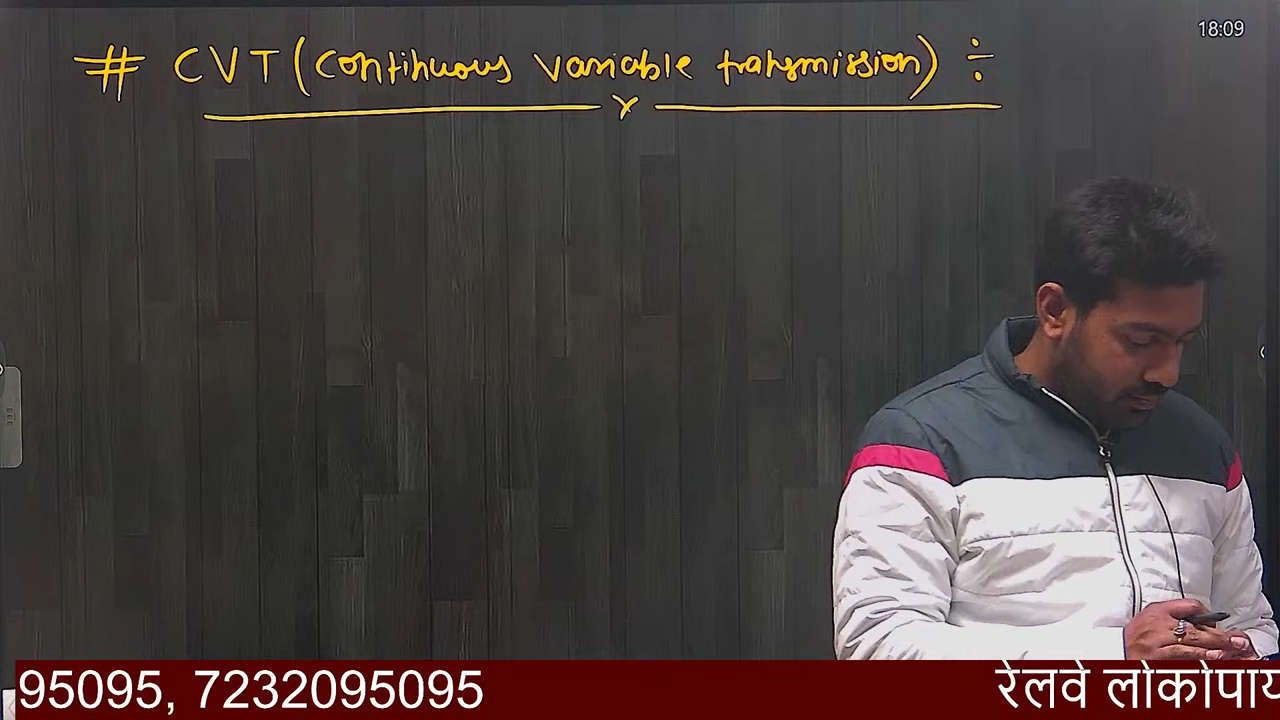 18:09
# CVT (Continuous variable transmission) ÷
95095, 7232095095 रेलवे लोकोपाय